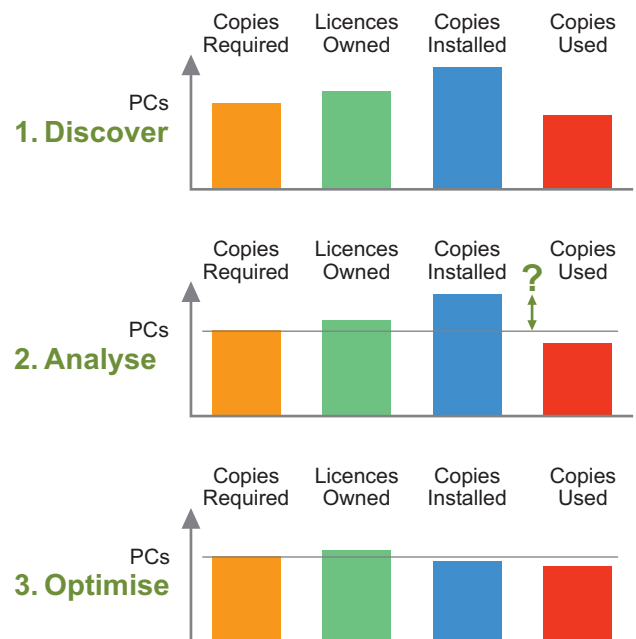 Copies Required
Licences Owned
Copies Installed
Copies Used
PCs
1. Discover
Copies Required
Licences Owned
Copies Installed
?
Copies Used
PCs
2. Analyse
Copies Required
Licences Owned
Copies Installed
Copies Used
PCs
3. Optimise